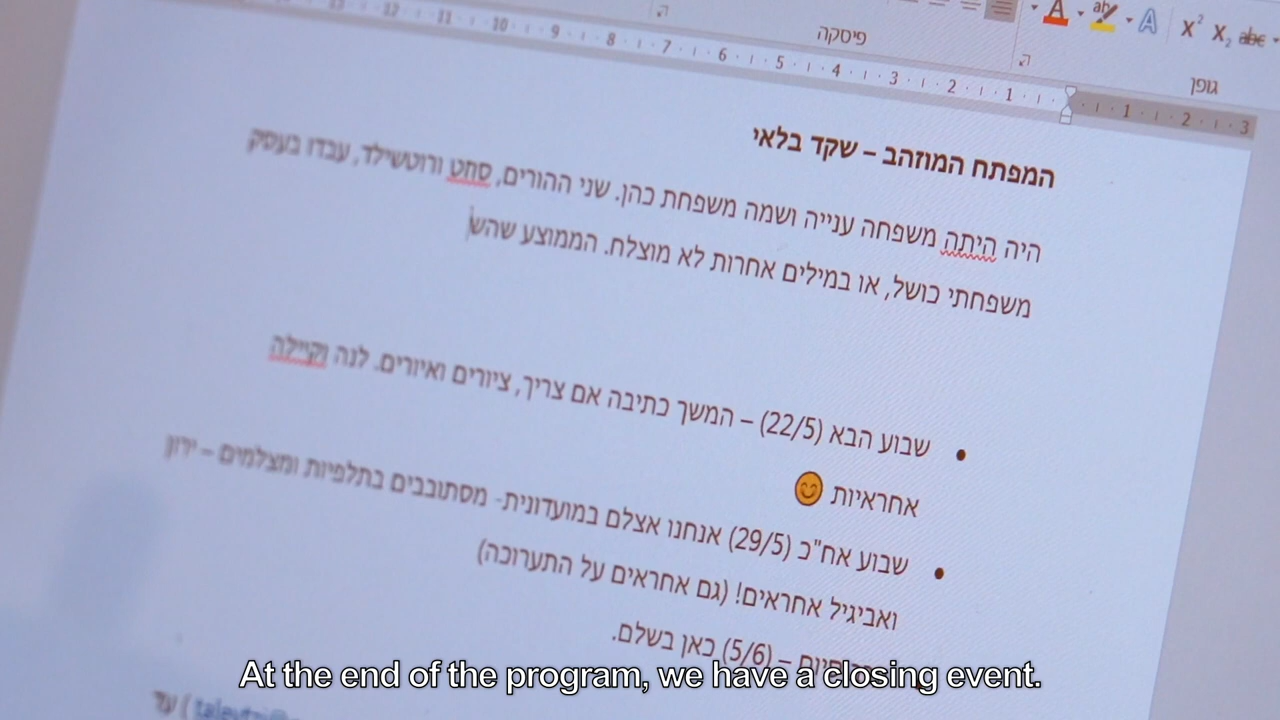 פיסקה
גופן
המפתח המוזהב – שקד בלאי
היה היתה משפחה ענייה ושמה משפחת כהן. שני ההורים, סחט ורוטשילד, עבדו בעסק
משפחתי כושל, או במילים אחרות לא מוצלח. הממוצע שהש
• שבוע הבא (22/5) – המשך כתיבה אם צריך, ציורים ואיורים. לנה וקיילה
אחראיות 😊
• שבוע אח"כ (29/5) אנחנו אצלם במועדונית- מסתובבים בתלפיות ומצלמים – ירון
ואביגיל אחראים! (גם אחראים על התערוכה)
סיום – (5/6) כאן בשלם.
At the end of the program, we have a closing event.
עד